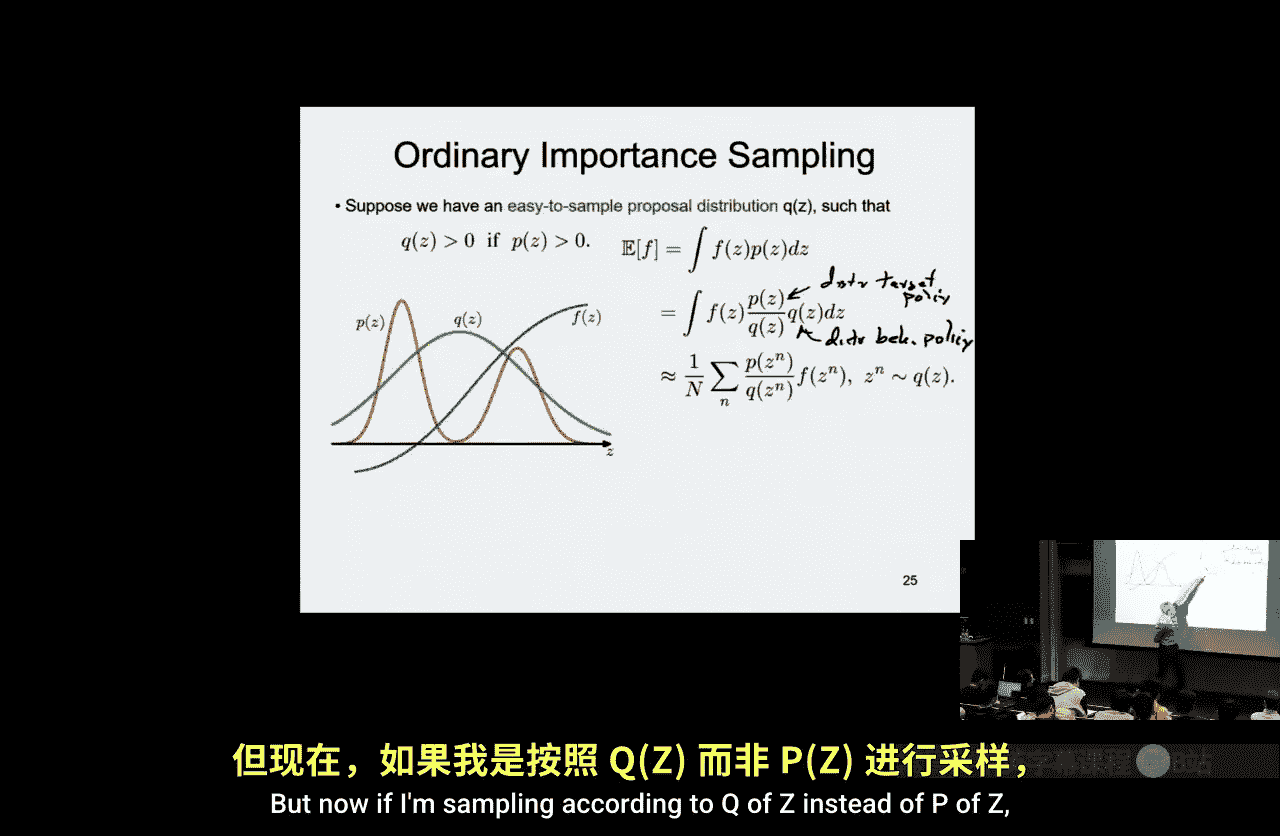 Ordinary Importance Sampling
• Suppose we have an easy-to-sample proposal distribution q(z), such that
q(z) > 0 if p(z) > 0.
𝔼[f] = ∫ f(z)p(z)dz
= ∫ f(z) p(z)/q(z) q(z)dz
distr target
policy
distr beh. policy
≈ 1/N ∑_n p(z^n)/q(z^n) f(z^n), z^n ∼ q(z).
p(z)
q(z)
f(z)
z
25
但现在，如果我是按照 Q(Z) 而非 P(Z) 进行采样，
But now if I'm sampling according to Q of Z instead of P of Z,